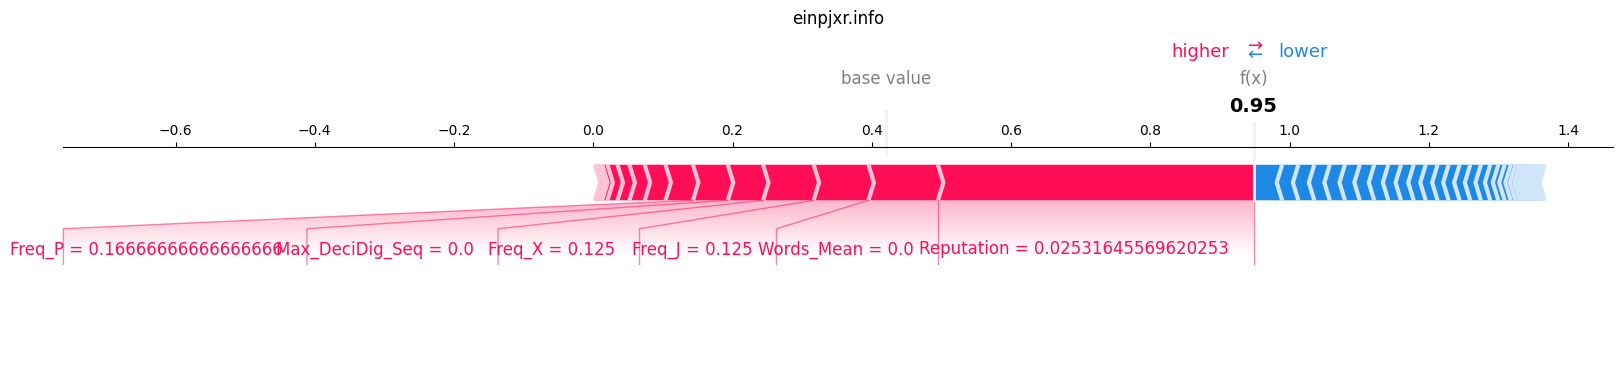 einpjxr.info
higher ⇄ lower
base value f(x)
0.95
−0.6 −0.4 −0.2 0.0 0.2 0.4 0.6 0.8 1.0 1.2 1.4
Freq_P = 0.16666666666666666 Max_DeciDig_Seq = 0.0 Freq_X = 0.125 Freq_J = 0.125 Words_Mean = 0.0 Reputation = 0.02531645569620253